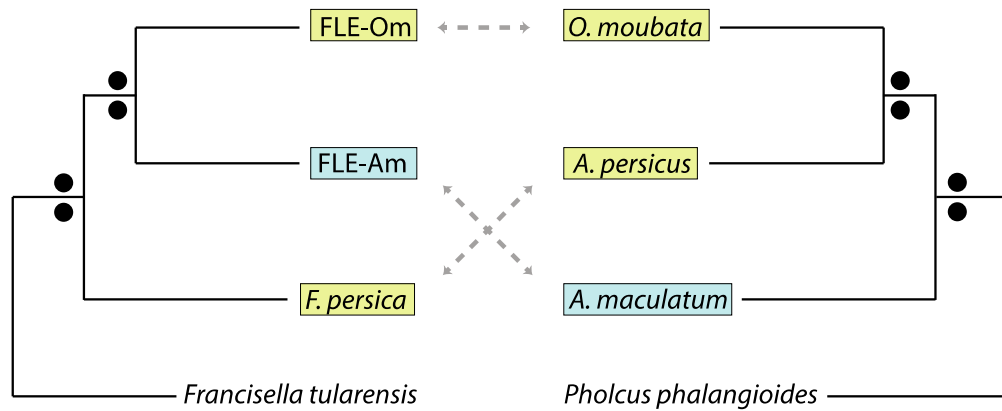 FLE-Om O. moubata
FLE-Am A. persicus
F. persica A. maculatum
Francisella tularensis Pholcus phalangioides